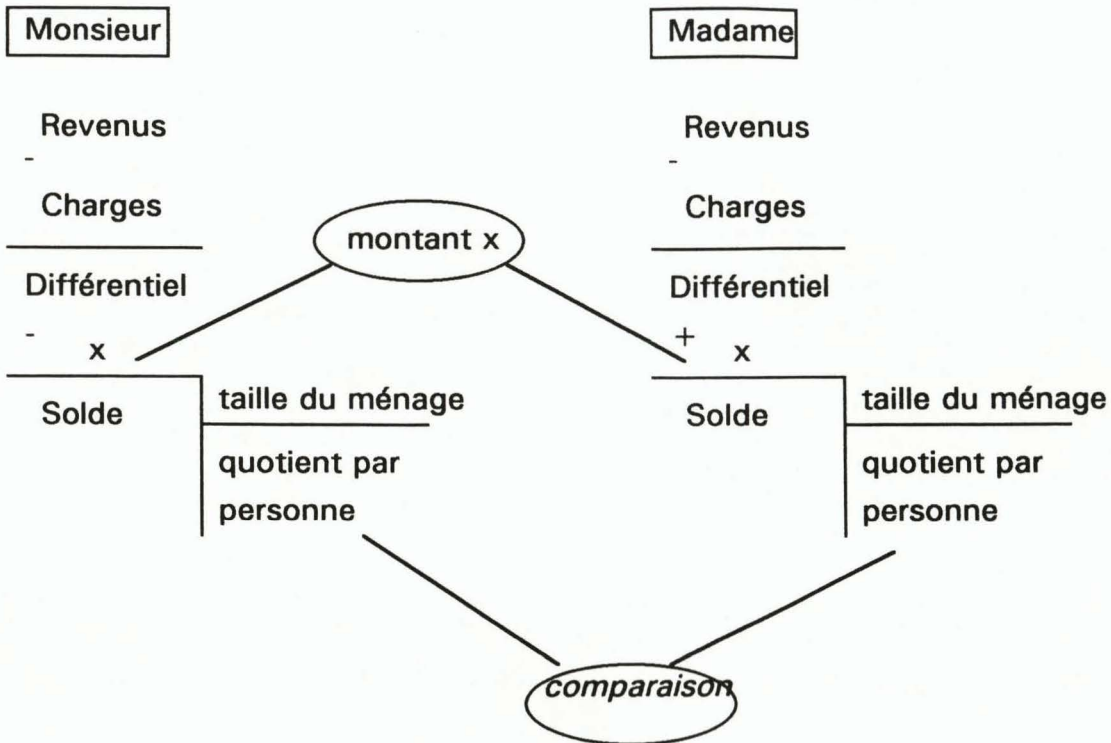 Monsieur
Revenus
-
Charges
Différentiel
-
x
Solde
taille du ménage
quotient par
personne
montant x
Madame
Revenus
-
Charges
Différentiel
+
x
Solde
taille du ménage
quotient par
personne
comparaison